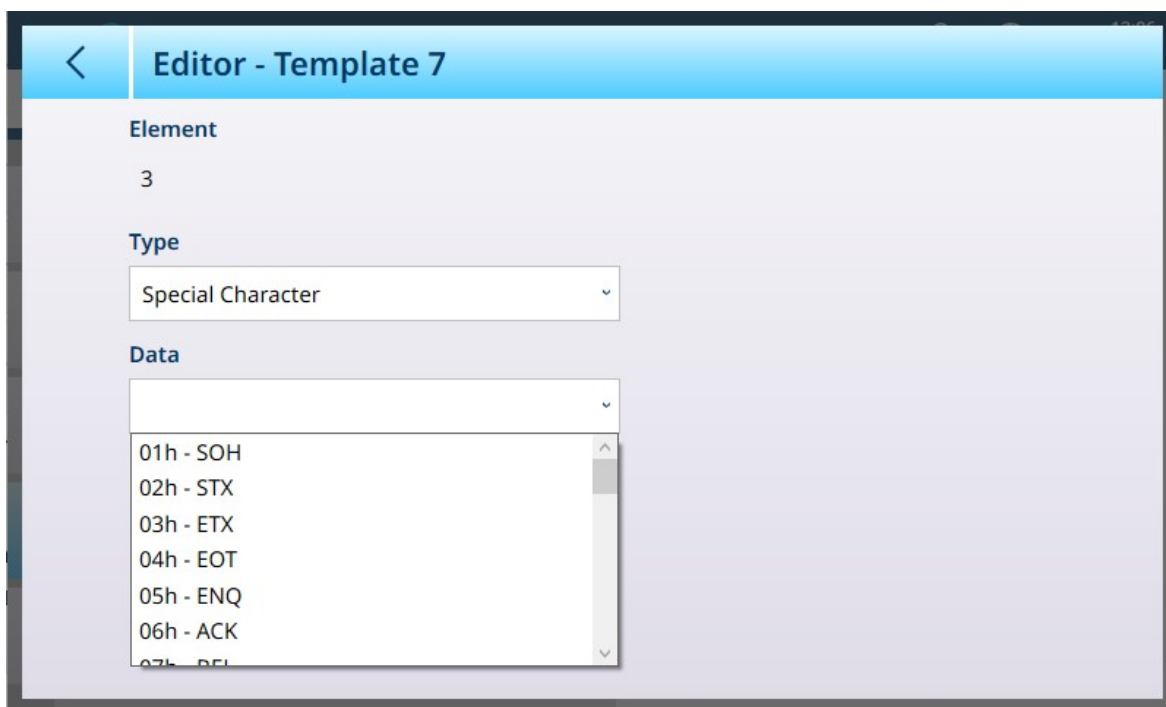 Editor - Template 7
Element
3
Type
Special Character
Data
01h - SOH
02h - STX
03h - ETX
04h - EOT
05h - ENQ
06h - ACK